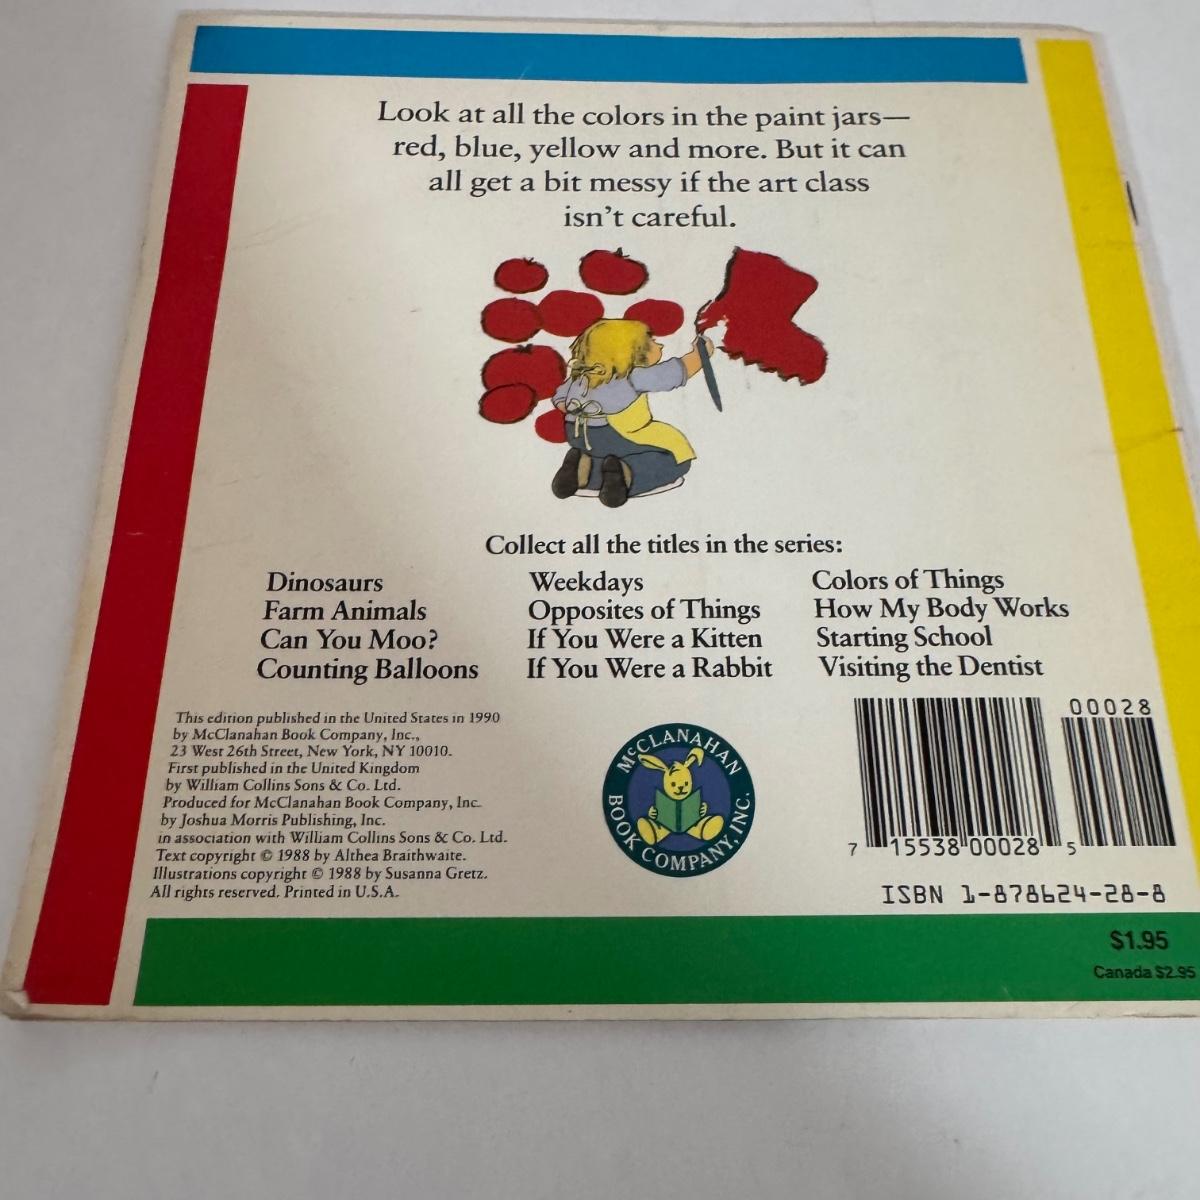 Look at all the colors in the paint jars—
red, blue, yellow and more. But it can
all get a bit messy if the art class
isn't careful.
Collect all the titles in the series:
Dinosaurs
Farm Animals
Can You Moo?
Counting Balloons
Weekdays
Opposites of Things
If You Were a Kitten
If You Were a Rabbit
Colors of Things
How My Body Works
Starting School
Visiting the Dentist
This edition published in the United States in 1990
by McClanahan Book Company, Inc.,
23 West 26th Street, New York, NY 10010.
First published in the United Kingdom
by William Collins Sons & Co. Ltd.
Produced for McClanahan Book Company, Inc.
by Joshua Morris Publishing, Inc.
in association with William Collins Sons & Co. Ltd.
Text copyright © 1988 by Althea Braithwaite.
Illustrations copyright © 1988 by Susanna Gretz.
All rights reserved. Printed in U.S.A.
McCLANAHAN
BOOK COMPANY, INC.
00028
7 15538 00028 5
ISBN 1-878624-28-8
$1.95
Canada $2.95